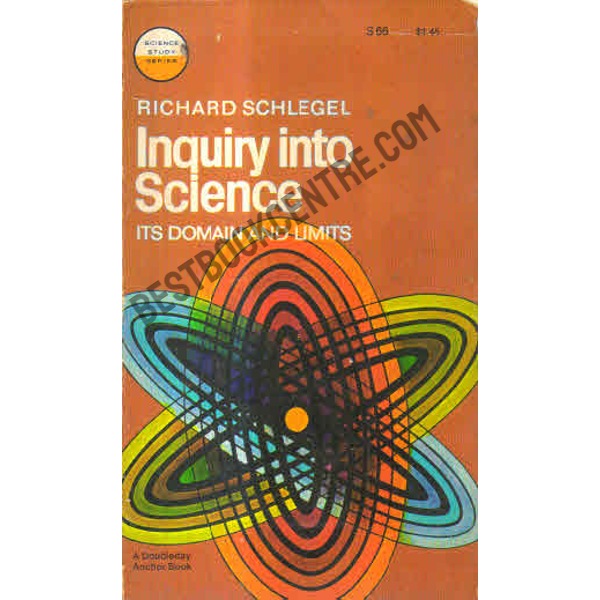 SCIENCE
STUDY
SERIES
S 66 $1.45
RICHARD SCHLEGEL
Inquiry into
Science
ITS DOMAIN AND LIMITS
BESTBOOKCENTRE.COM
A Doubleday
Anchor Book